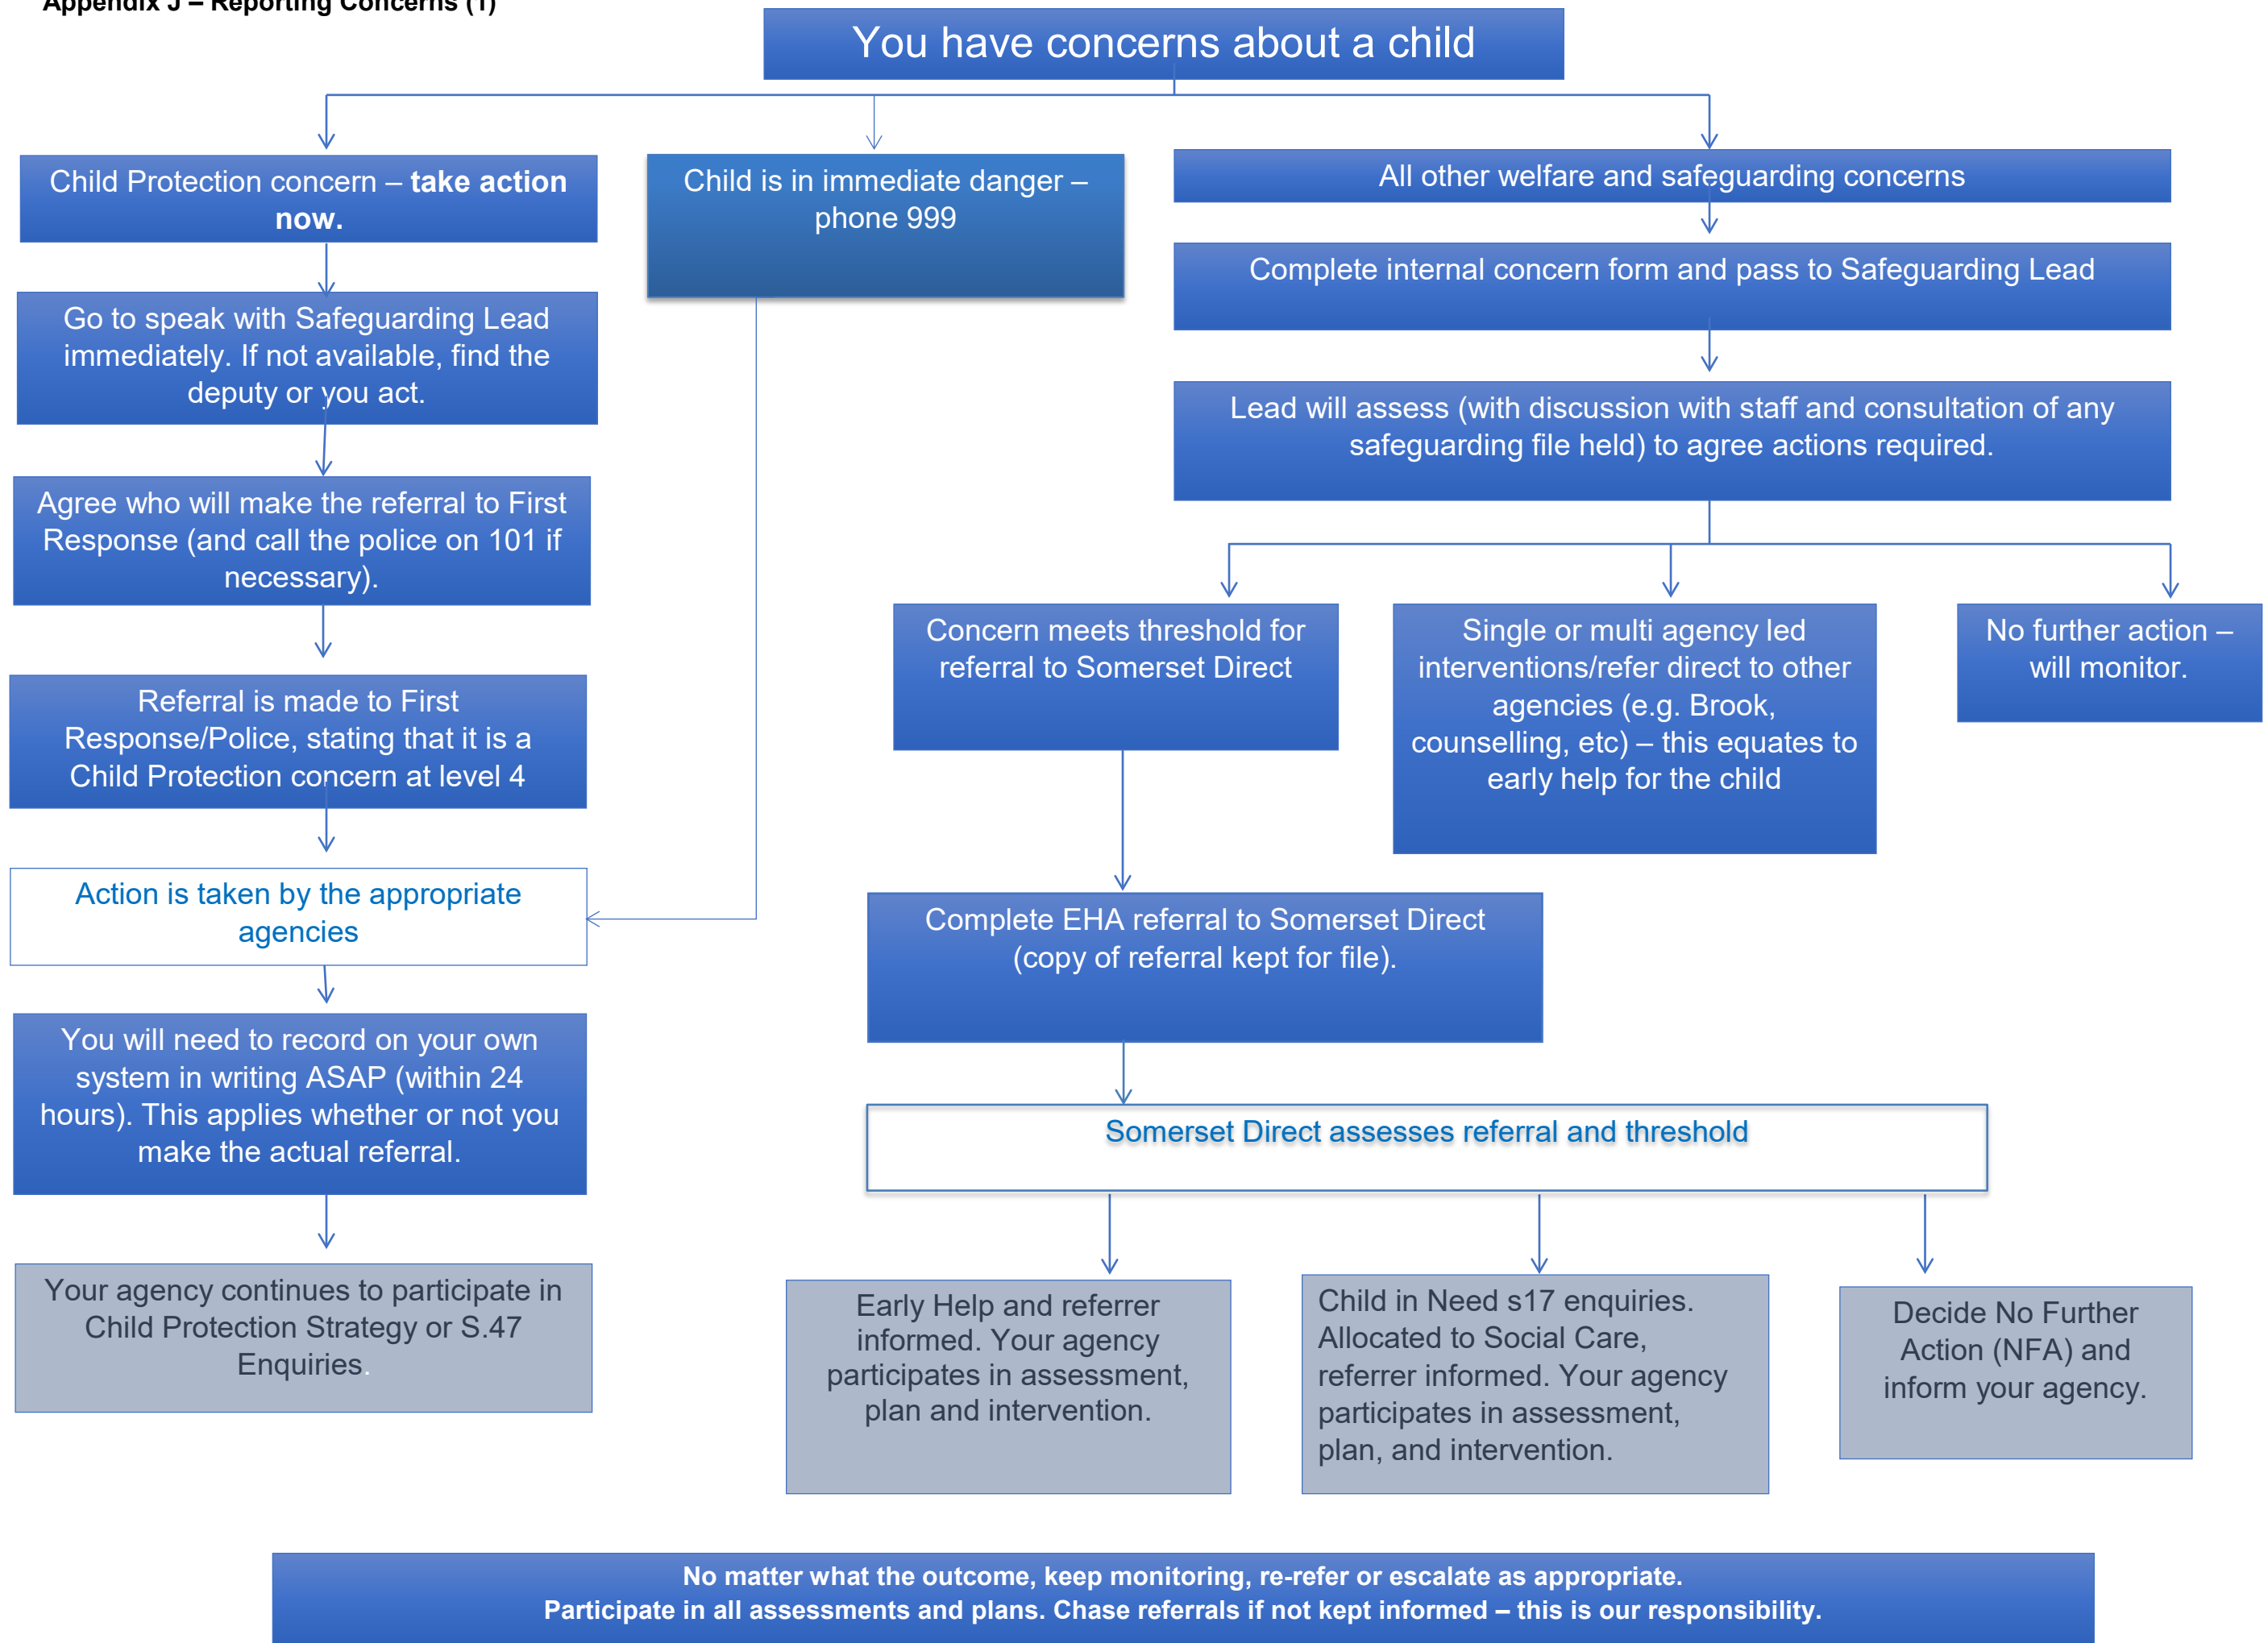 Appendix J – Reporting Concerns (1)
You have concerns about a child
Child Protection concern – take action
now.
Child is in immediate danger –
phone 999
All other welfare and safeguarding concerns
Go to speak with Safeguarding Lead
immediately. If not available, find the
deputy or you act.
Complete internal concern form and pass to Safeguarding Lead
Agree who will make the referral to First
Response (and call the police on 101 if
necessary).
Lead will assess (with discussion with staff and consultation of any
safeguarding file held) to agree actions required.
Referral is made to First
Response/Police, stating that it is a
Child Protection concern at level 4
Concern meets threshold for
referral to Somerset Direct
Single or multi agency led
interventions/refer direct to other
agencies (e.g. Brook,
counselling, etc) – this equates to
early help for the child
No further action –
will monitor.
Action is taken by the appropriate
agencies
Complete EHA referral to Somerset Direct
(copy of referral kept for file).
You will need to record on your own
system in writing ASAP (within 24
hours). This applies whether or not you
make the actual referral.
Somerset Direct assesses referral and threshold
Your agency continues to participate in
Child Protection Strategy or S.47
Enquiries.
Early Help and referrer
informed. Your agency
participates in assessment,
plan and intervention.
Child in Need s17 enquiries.
Allocated to Social Care,
referrer informed. Your agency
participates in assessment,
plan, and intervention.
Decide No Further
Action (NFA) and
inform your agency.
No matter what the outcome, keep monitoring, re-refer or escalate as appropriate.
Participate in all assessments and plans. Chase referrals if not kept informed – this is our responsibility.